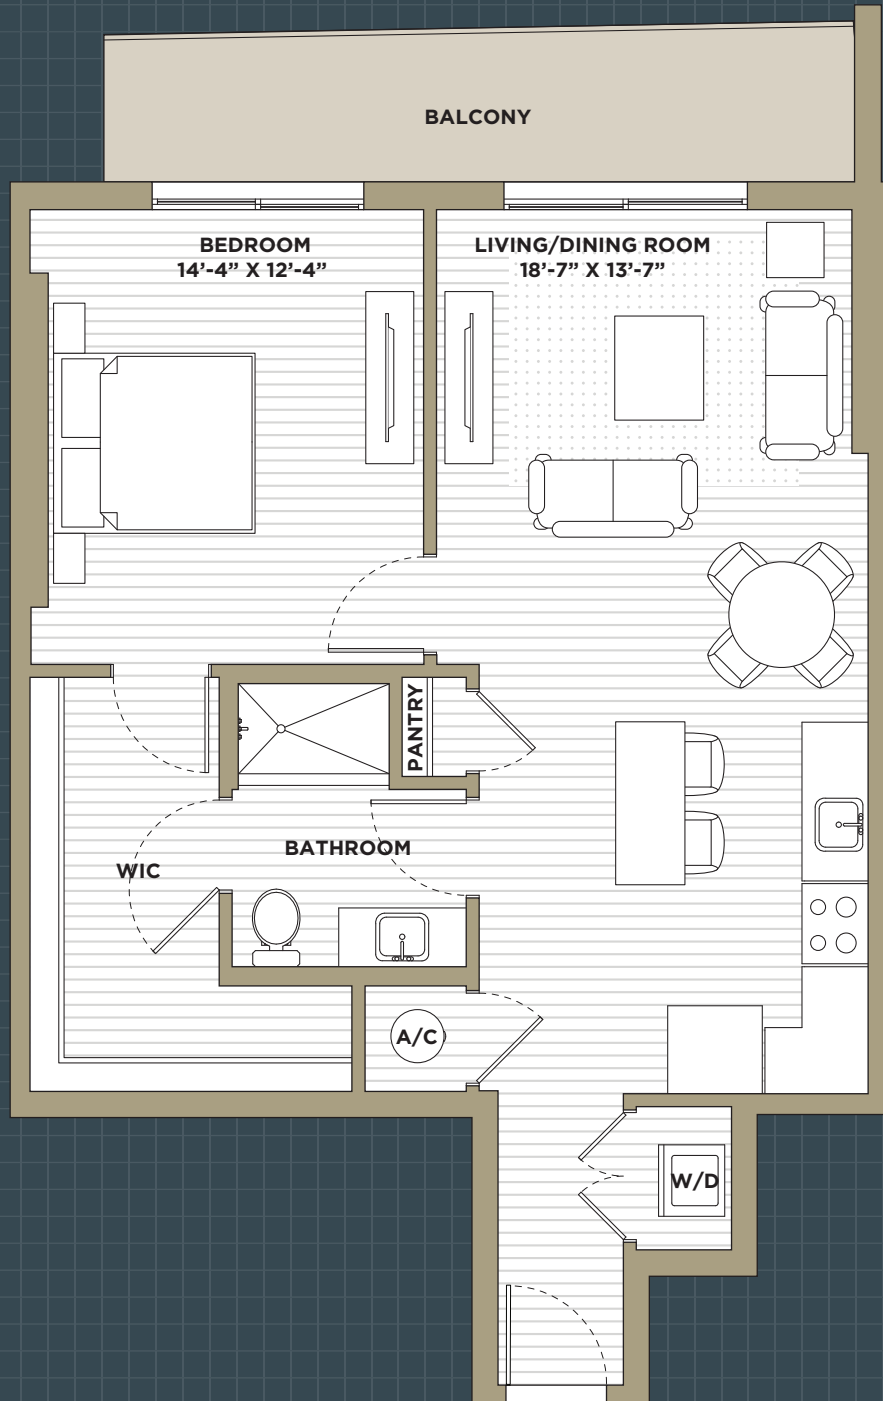 BALCONY
BEDROOM
14’-4” X 12’-4”
LIVING/DINING ROOM
18’-7” X 13’-7”
PANTRY
BATHROOM
WIC
A/C
W/D